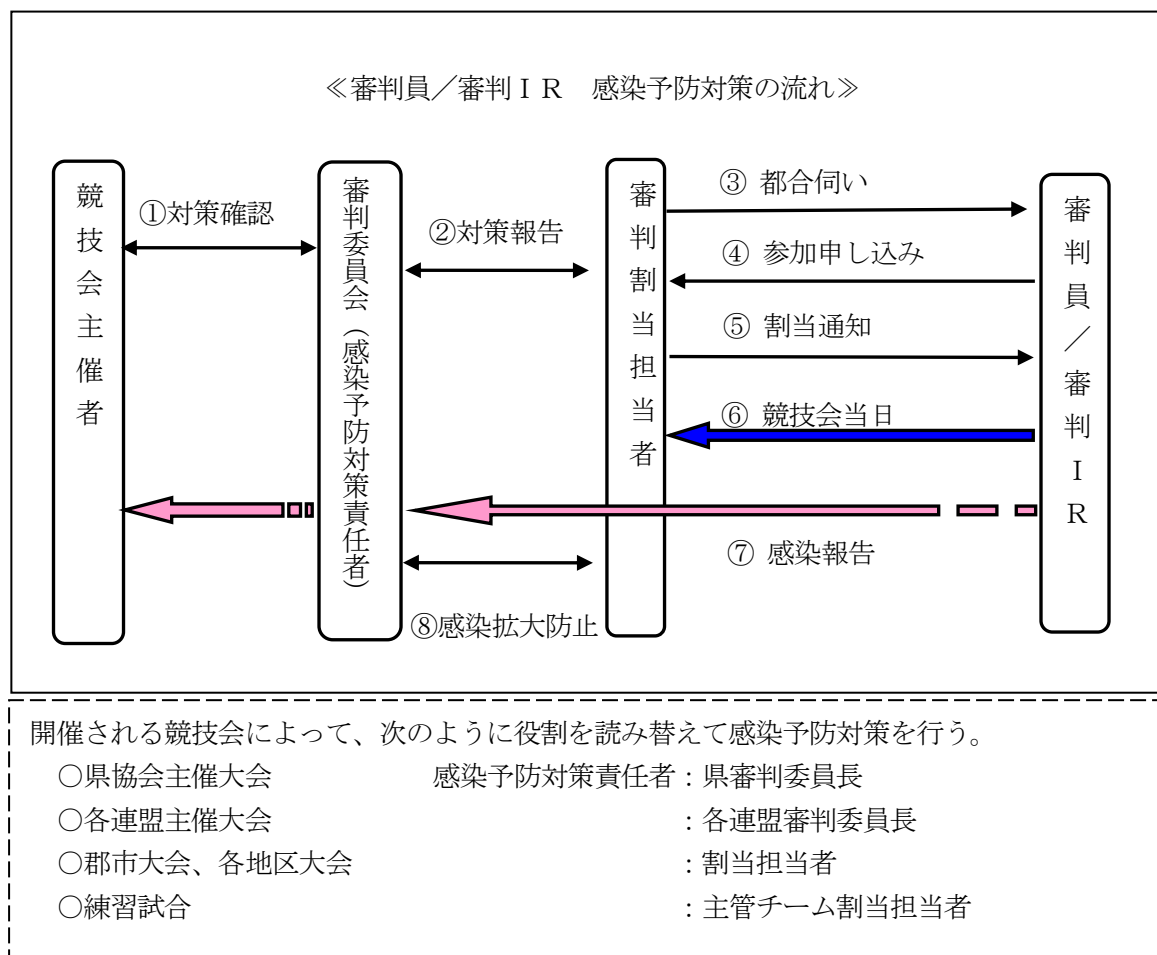 ≪審判員／審判ＩＲ　感染予防対策の流れ≫
競技会主催者
①対策確認
審判委員会（感染予防対策責任者）
②対策報告
審判割当担当者
③ 都合伺い
④ 参加申し込み
⑤ 割当通知
⑥ 競技会当日
審判員／審判ＩＲ
⑦ 感染報告
⑧感染拡大防止
開催される競技会によって、次のように役割を読み替えて感染予防対策を行う。
○県協会主催大会　感染予防対策責任者：県審判委員長
○各連盟主催大会　：各連盟審判委員長
○郡市大会、各地区大会　：割当担当者
○練習試合　：主管チーム割当担当者